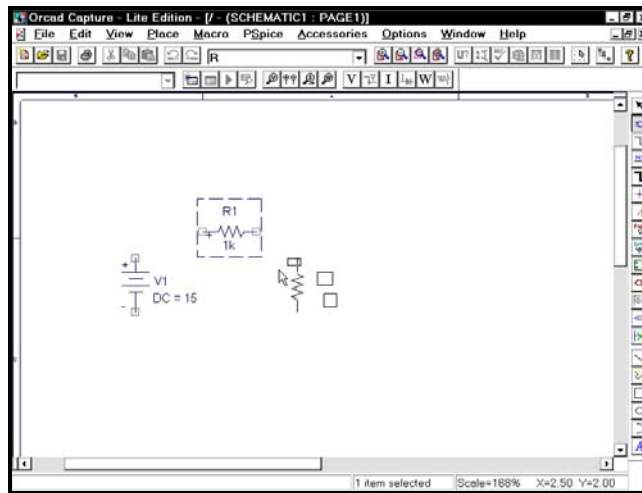 Orcad Capture - Lite Edition - [/ - (SCHEMATIC1 : PAGE1)]
File Edit View Place Macro PSpice Accessories Options Window Help
R
V I W
R1
1k
+
V1
DC = 15
-
1 item selected Scale=168% X=2.50 Y=2.00